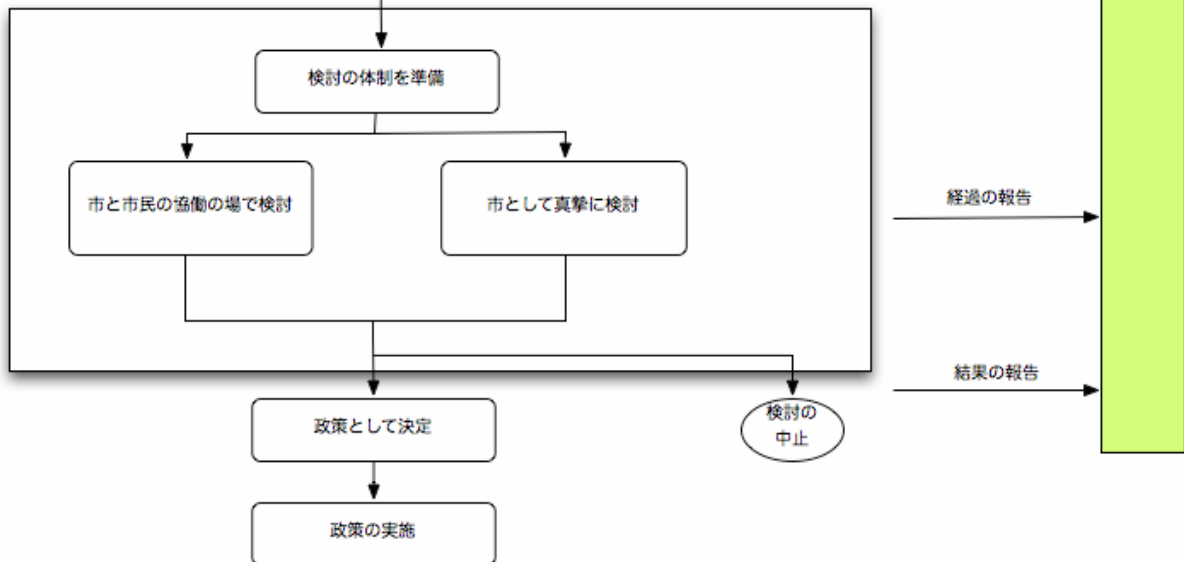 検討の体制を準備
市と市民の協働の場で検討
市として真摯に検討
経過の報告
結果の報告
政策として決定
検討の
中止
政策の実施